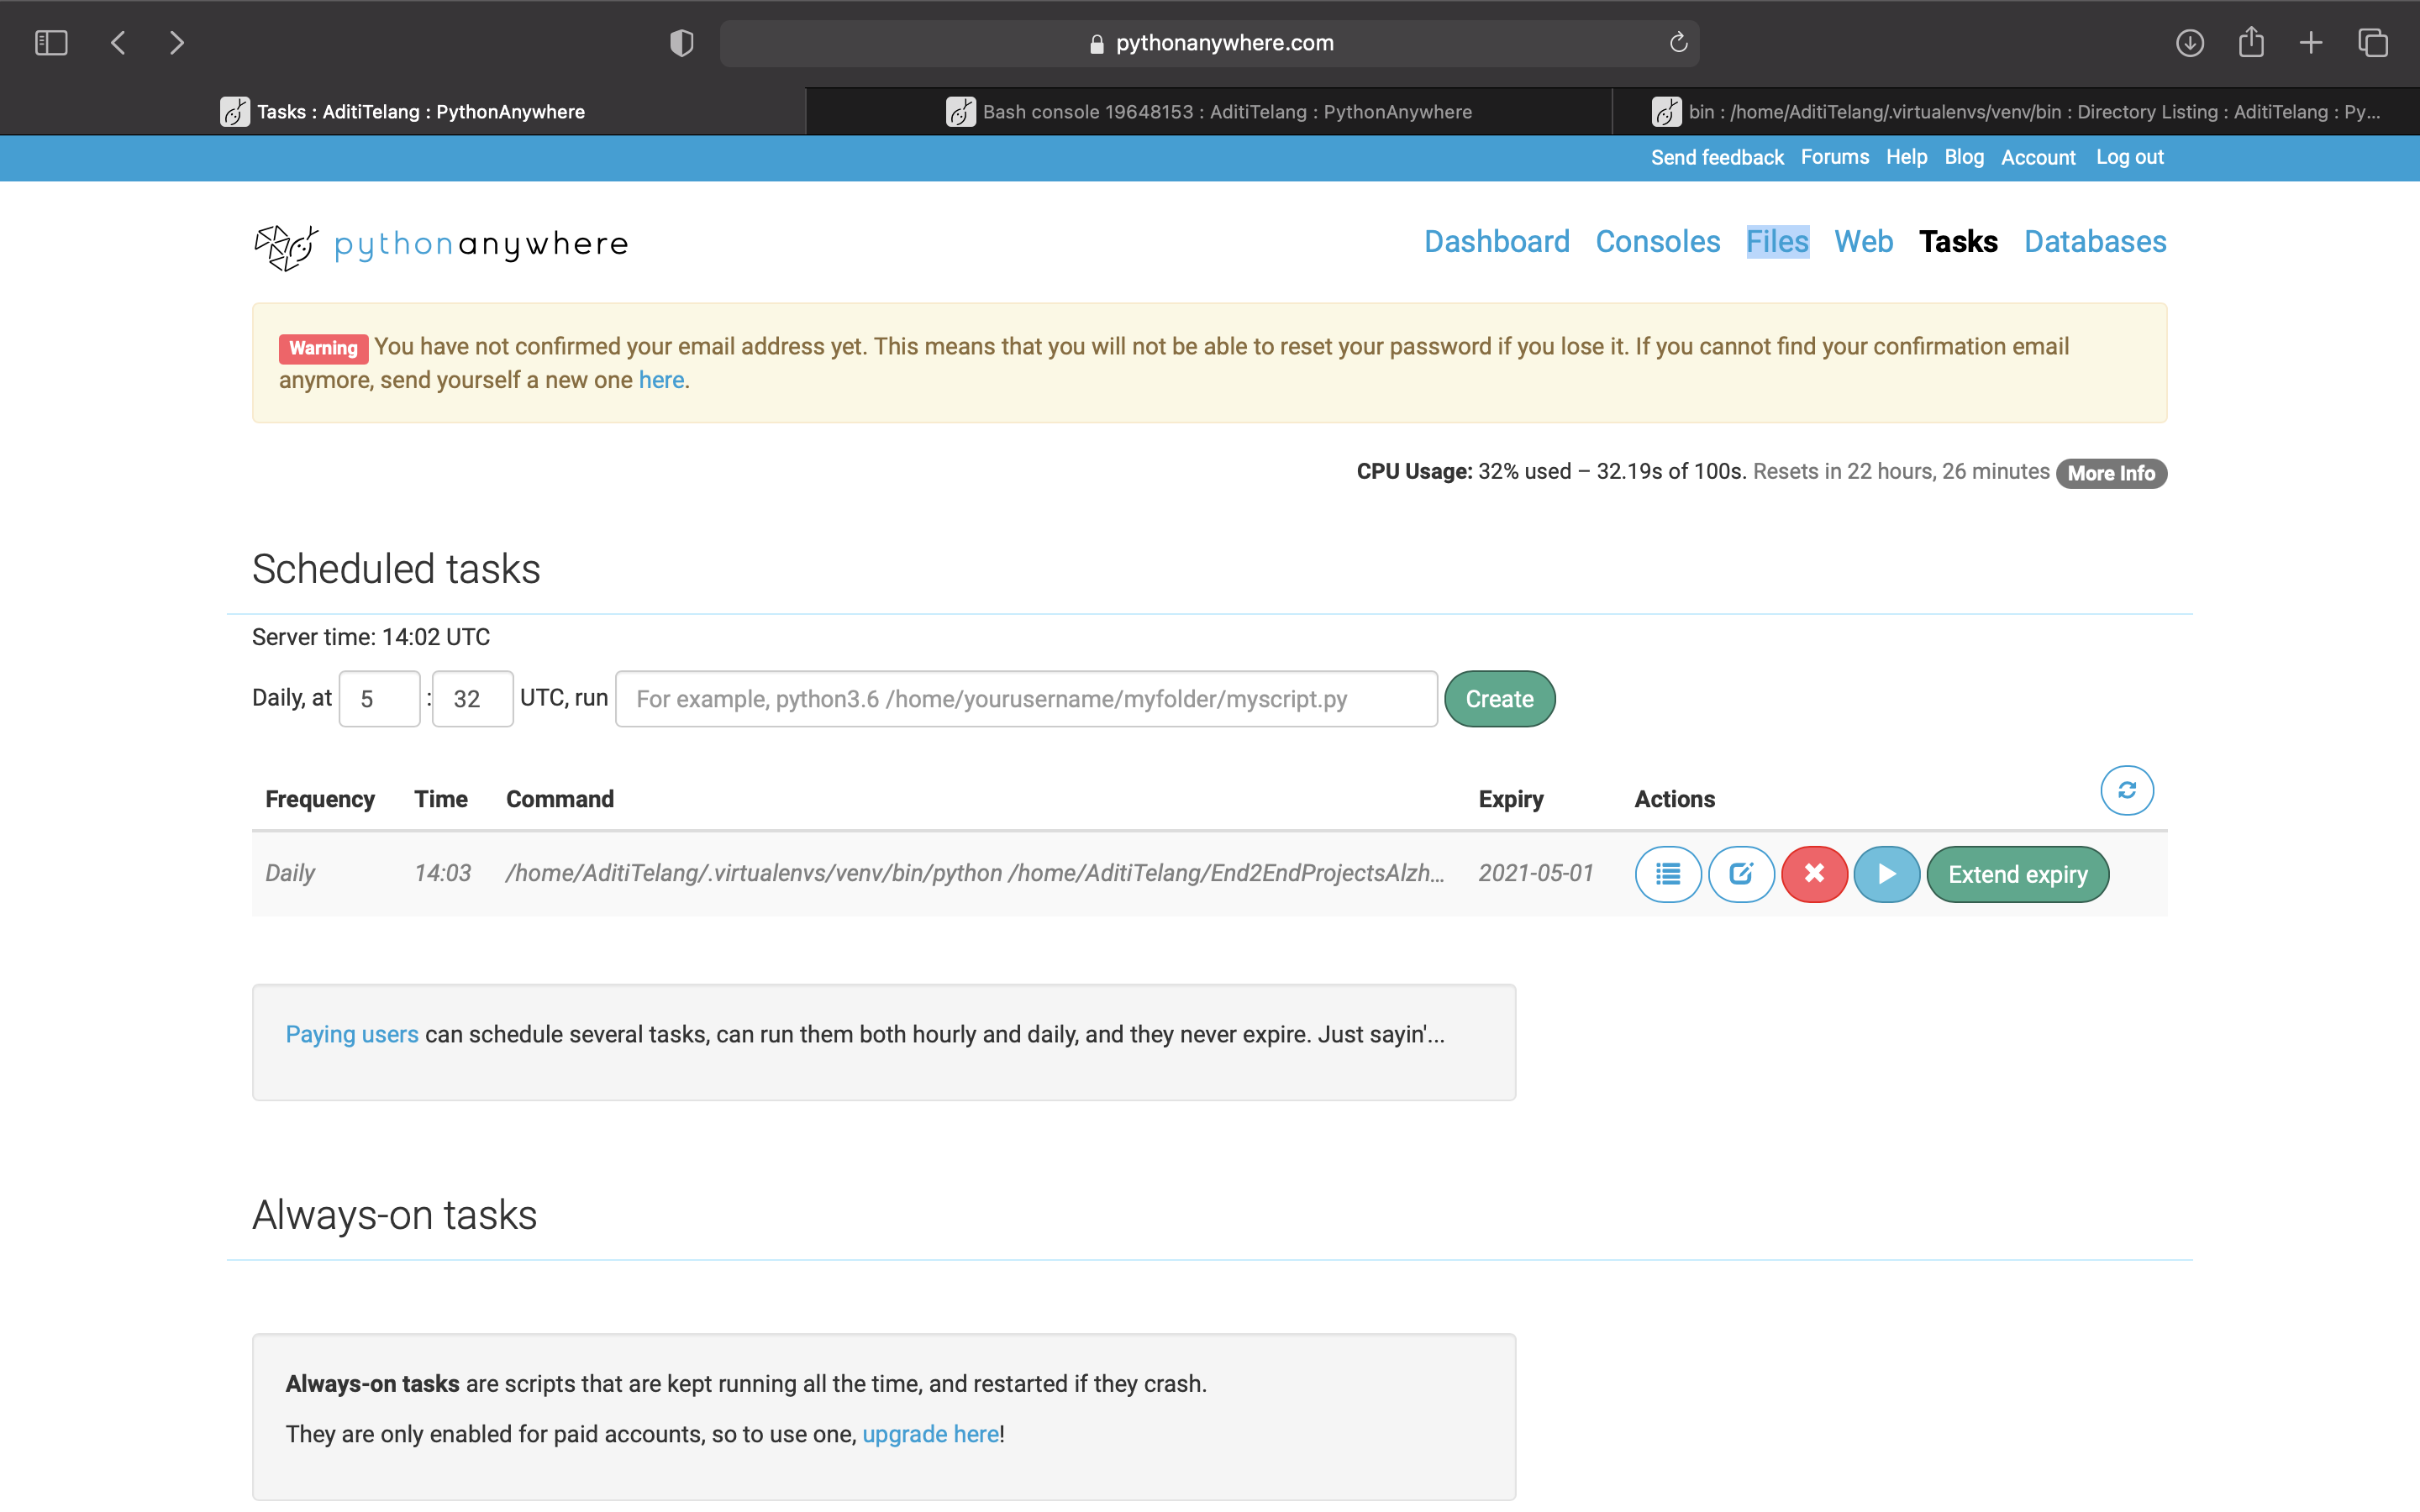 pythonanywhere.com
Tasks : AditiTelang : PythonAnywhere
Bash console 19648153 : AditiTelang : PythonAnywhere
bin : /home/AditiTelang/.virtualenvs/venv/bin : Directory Listing : AditiTelang : Py...
Send feedback Forums Help Blog Account Log out
pythonanywhere
Dashboard Consoles Files Web Tasks Databases
Warning You have not confirmed your email address yet. This means that you will not be able to reset your password if you lose it. If you cannot find your confirmation email
anymore, send yourself a new one here.
CPU Usage: 32% used – 32.19s of 100s. Resets in 22 hours, 26 minutes More Info
Scheduled tasks
Server time: 14:02 UTC
Daily, at 5 : 32 UTC, run For example, python3.6 /home/yourusername/myfolder/myscript.py Create
Frequency Time Command Expiry Actions
Daily 14:03 /home/AditiTelang/.virtualenvs/venv/bin/python /home/AditiTelang/End2EndProjectsAlzh... 2021-05-01 Extend expiry
Paying users can schedule several tasks, can run them both hourly and daily, and they never expire. Just sayin'...
Always-on tasks
Always-on tasks are scripts that are kept running all the time, and restarted if they crash.
They are only enabled for paid accounts, so to use one, upgrade here!